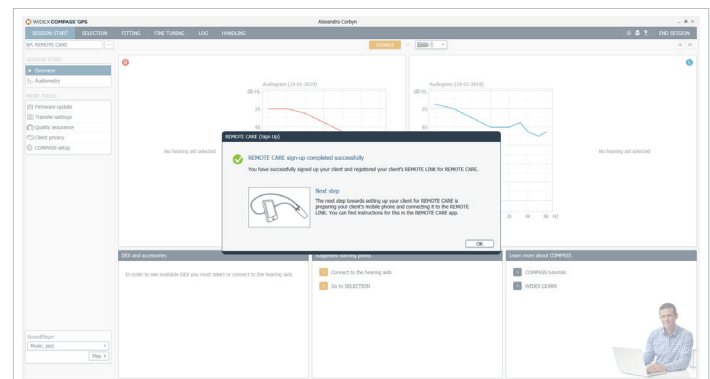 WIDEX COMPASS® GPS
Alexandra Corbyn
SESSION START SELECTION FITTING FINE TUNING LOG HANDLING
END SESSION
REMOTE CARE
Connect
SESSION START
Overview
Audiometry
MORE TOOLS
Firmware update
Transfer settings
Quality assurance
Client privacy
COMPASS setup
Audiogram (10-01-2019)
dB HL
20
40
No hearing aid selected
Audiogram (10-01-2019)
dB HL
20
40
2K 4K 8K Hz
No hearing aid selected
REMOTE CARE (Sign Up)
REMOTE CARE sign-up completed successfully
You have successfully signed up your client and registered your client's REMOTE LINK for REMOTE CARE.
Next step
The next step towards setting up your client for REMOTE CARE is
preparing your client's mobile phone and connecting it to the REMOTE
LINK. You can find instructions for this in the REMOTE CARE app.
OK
DEX and accessories
In order to see available DEX you must select or connect to the hearing aids
Suggested starting points
Connect to the hearing aids
Go to SELECTION
Learn more about COMPASS
COMPASS tutorials
WIDEX LEARN
SoundPlayer
Music, jazz
Play